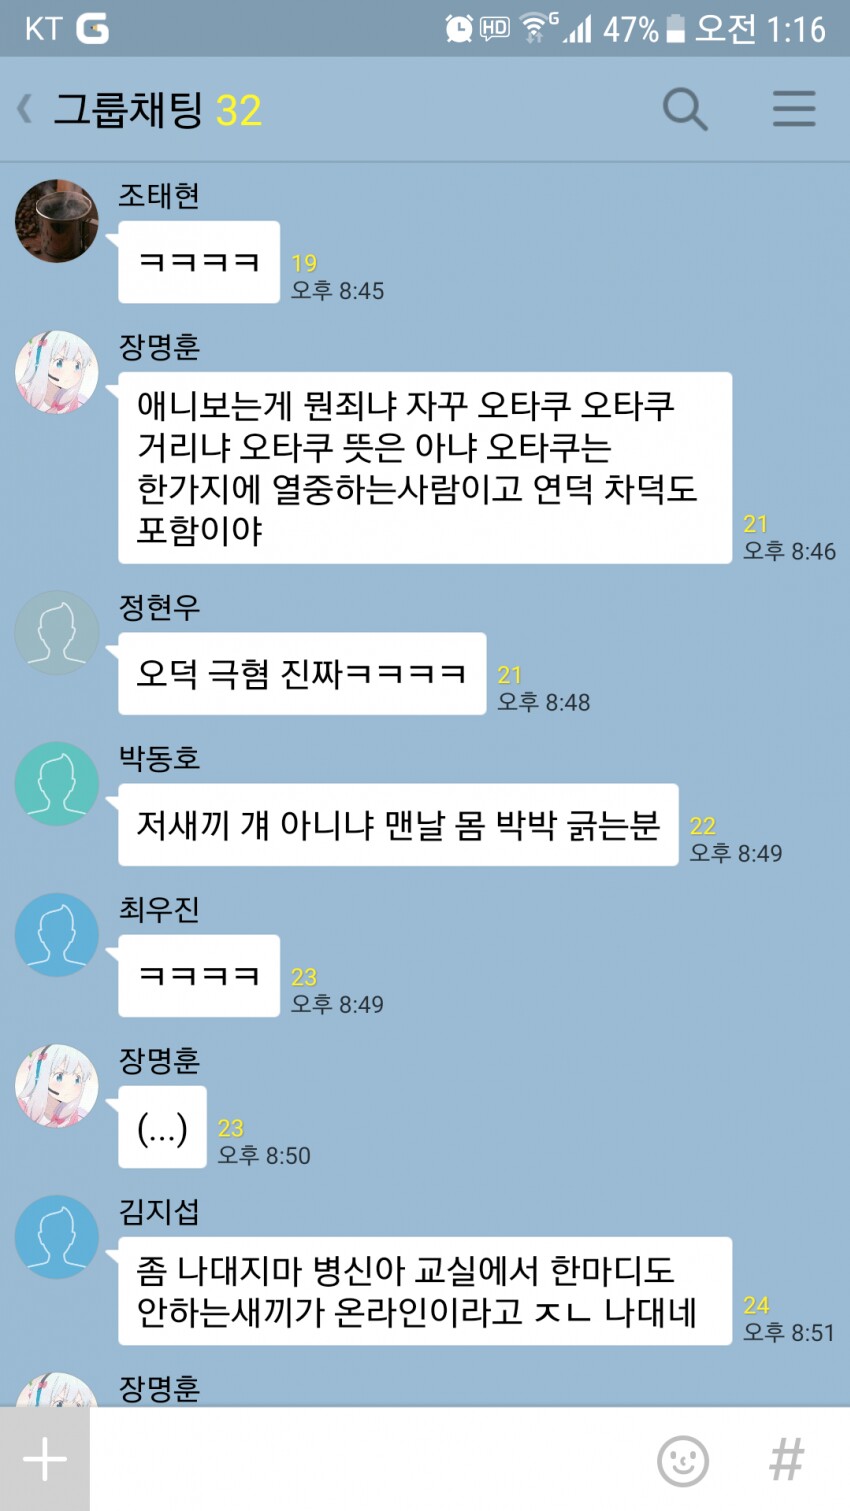 KT G HD G 47% 오전 1:16
그룹채팅 32
조태현
ㅋㅋㅋㅋ
19
오후 8:45
장명훈
애니보는게 뭔죄냐 자꾸 오타쿠 오타쿠
거리냐 오타쿠 뜻은 아냐 오타쿠는
한가지에 열중하는사람이고 연덕 차덕도
포함이야
21
오후 8:46
정현우
오덕 극혐 진짜ㅋㅋㅋㅋ
21
오후 8:48
박동호
저새끼 걔 아니냐 맨날 몸 박박 긁는분
22
오후 8:49
최우진
ㅋㅋㅋㅋ
23
오후 8:49
장명훈
(...)
23
오후 8:50
김지섭
좀 나대지마 병신아 교실에서 한마디도
안하는새끼가 온라인이라고 ㅈㄴ 나대네
24
오후 8:51
장명훈
#